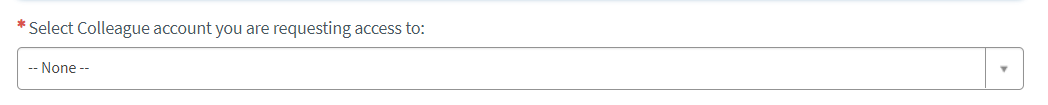 * Select Colleague account you are requesting access to:
-- None --